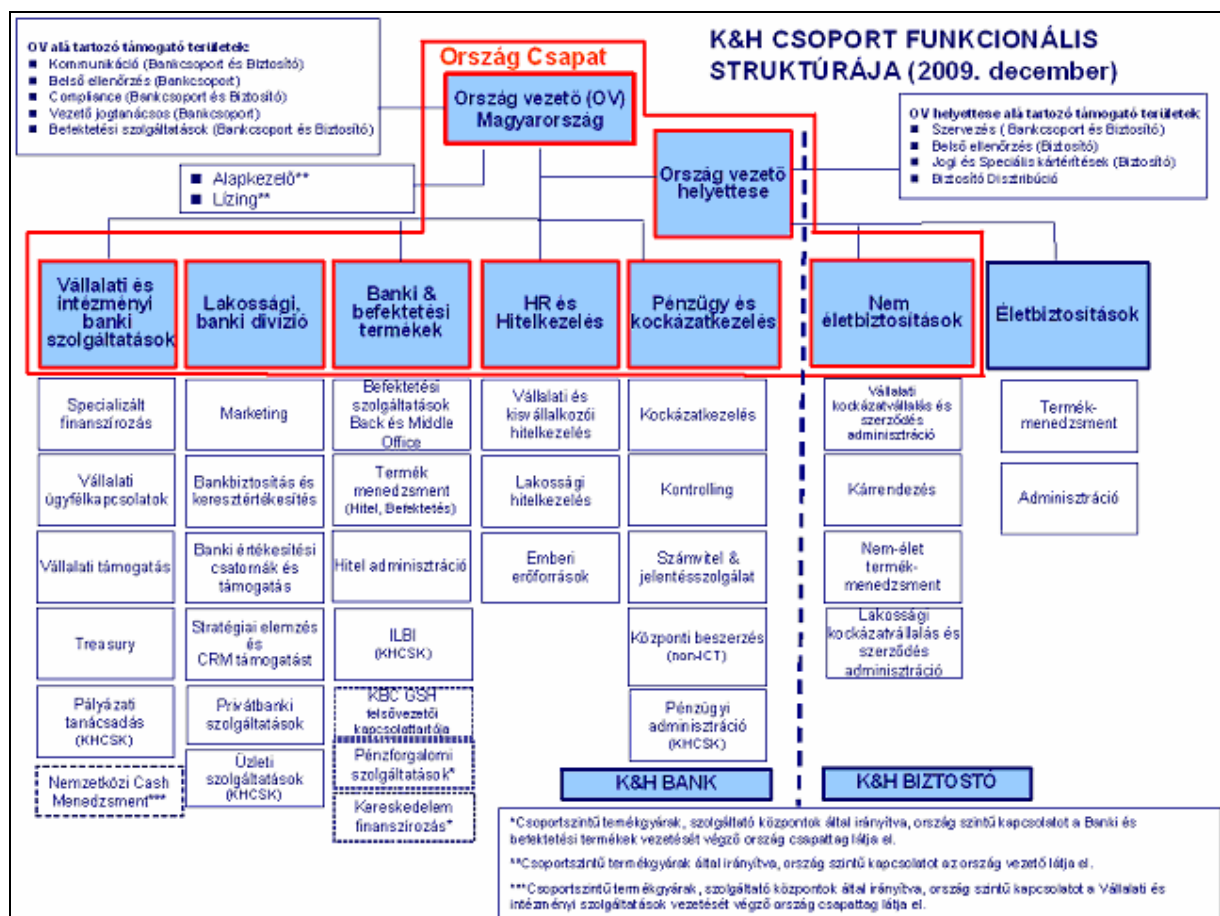 K&H CSOPORT FUNKCIONÁLIS
STRUKTÚRÁJA (2009. december)
OV alá tartozó támogató területek:
Kommunikáció (Bankcsoport és Biztosító)
Belső ellenőrzés (Bankcsoport)
Compliance (Bankcsoport és Biztosító)
Vezető jogtanácsos (Bankcsoport)
Befektetési szolgáltatások (Bankcsoport és Biztosító)
Ország Csapat
Ország vezető (OV)
Magyarország
OV helyettese alá tartozó támogató területek
Szervezés ( Bankcsoport és Biztosító)
Belső ellenőrzés (Biztosító)
Jogi és Speciális kártérítések (Biztosító)
Biztosító Disztribúció
Alapkezelő**
Lízing**
Ország vezető
helyettese
Vállalati és
intézményi
banki
szolgáltatások
Lakossági,
banki divízió
Banki &
befektetési
termékek
HR és
Hitelkezelés
Pénzügy és
kockázatkezelés
Nem
életbiztosítások
Életbiztosítások
Specializált
finanszírozás
Vállalati
ügyfélkapcsolatok
Vállalati támogatás
Treasury
Pályázati
tanácsadás
(KHCSK)
Nemzetközi Cash
Menedzsment***
Marketing
Bankbiztosítás és
keresztértékesítés
Banki értékesítési
csatornák és
támogatás
Stratégiai elemzés
és
CRM támogatást
Privátbanki
szolgáltatások
Üzleti
szolgáltatások
(KHCSK)
Befektetési
szolgáltatások
Back és Middle
Office
Termék
menedzsment
(Hitel, Befektetés)
Hitel adminisztráció
ILBI
(KHCSK)
KBC GSH
felsővezetői
kapcsolattartója
Pénzforgalomi
szolgáltatások*
Kereskedelem
finanszírozás*
Vállalati és
kisvállalkozói
hitelkezelés
Lakossági
hitelkezelés
Emberi
erőforrások
Kockázatkezelés
Kontrolling
Számvitel &
jelentésszolgálat
Központi beszerzés
(non-ICT)
Pénzügyi
adminisztráció
(KHCSK)
Vállalati
kockázatvállalás és
szerződés
adminisztráció
Kárrendezés
Nem-élet
termék-
menedzsment
Lakossági
kockázatvállalás és
szerződés
adminisztráció
Termék-
menedzsment
Adminisztráció
K&H BANK
K&H BIZTOSTÓ
*Csoportszintű termékgyárak, szolgáltató központok által irányítva, ország szintű kapcsolatot a Banki és
befektetési termékek vezetését végző ország csapattag látja el.
**Csoportszintű termékgyárak által irányítva, ország szintű kapcsolatot az ország vezető látja el.
***Csoportszintű termékgyárak, szolgáltató központok által irányítva, ország szintű kapcsolatot a Vállalati és
intézményi szolgáltatások vezetését végző ország csapattag látja el.